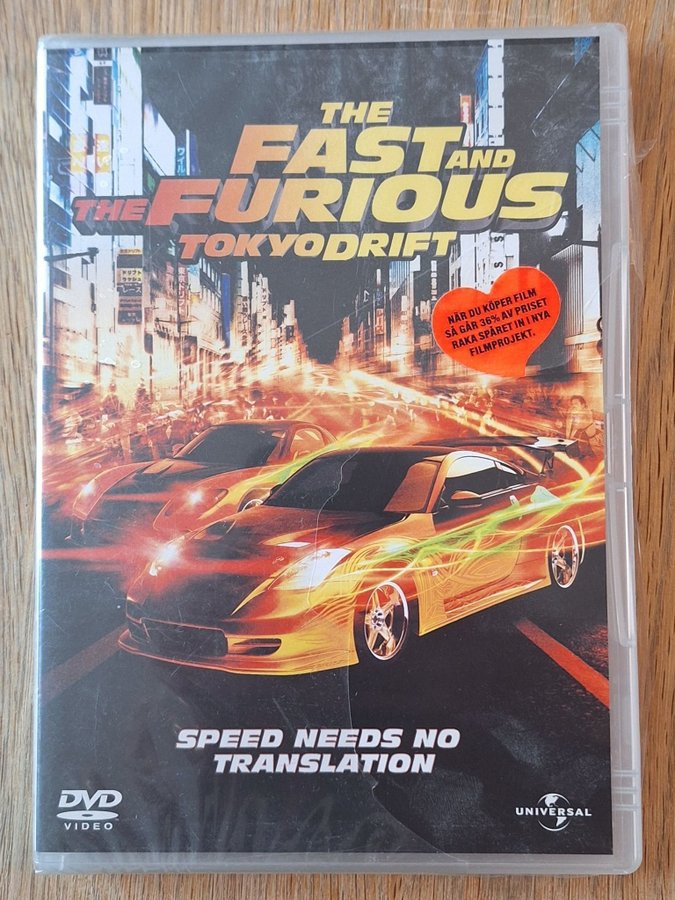 THE
FAST AND
THE FURIOUS
TOKYO DRIFT
NÄR DU KÖPER FILM
SÅ GÅR 36% AV PRISET
RAKA SPÅRET IN I NYA
FILMPROJEKT.
SPEED NEEDS NO
TRANSLATION
DVD
VIDEO
UNIVERSAL